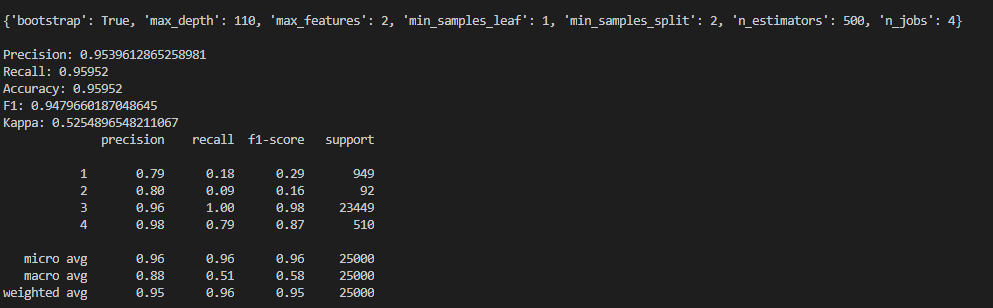 {'bootstrap': True, 'max_depth': 110, 'max_features': 2, 'min_samples_leaf': 1, 'min_samples_split': 2, 'n_estimators': 500, 'n_jobs': 4}
Precision: 0.9539612865258981
Recall: 0.95952
Accuracy: 0.95952
F1: 0.9479660187048645
Kappa: 0.5254896548211067
precision recall f1-score support
1 0.79 0.18 0.29 949
2 0.80 0.09 0.16 92
3 0.96 1.00 0.98 23449
4 0.98 0.79 0.87 510
micro avg 0.96 0.96 0.96 25000
macro avg 0.88 0.51 0.58 25000
weighted avg 0.95 0.96 0.95 25000